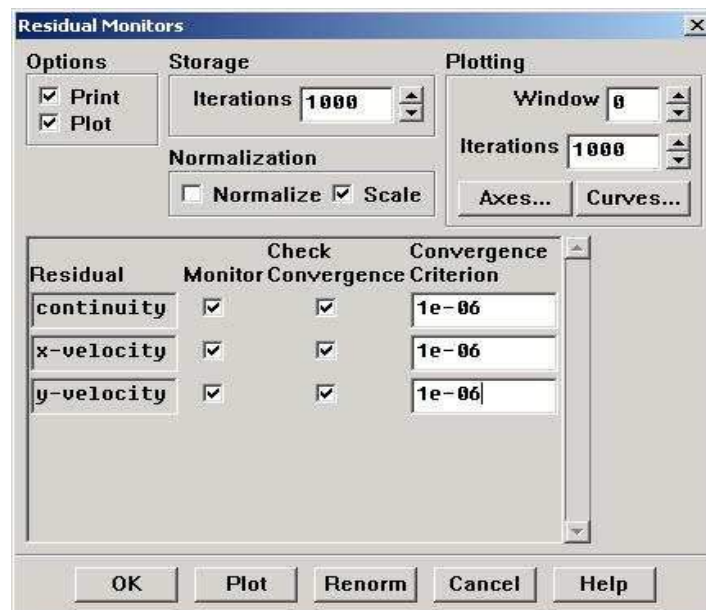 Residual Monitors
Options
Print
Plot
Storage
Iterations 1000
Normalization
Normalize Scale
Plotting
Window 0
Iterations 1000
Axes... Curves...
Residual Monitor Check Convergence Convergence Criterion
continuity 1e-06
x-velocity 1e-06
y-velocity 1e-06
OK Plot Renorm Cancel Help